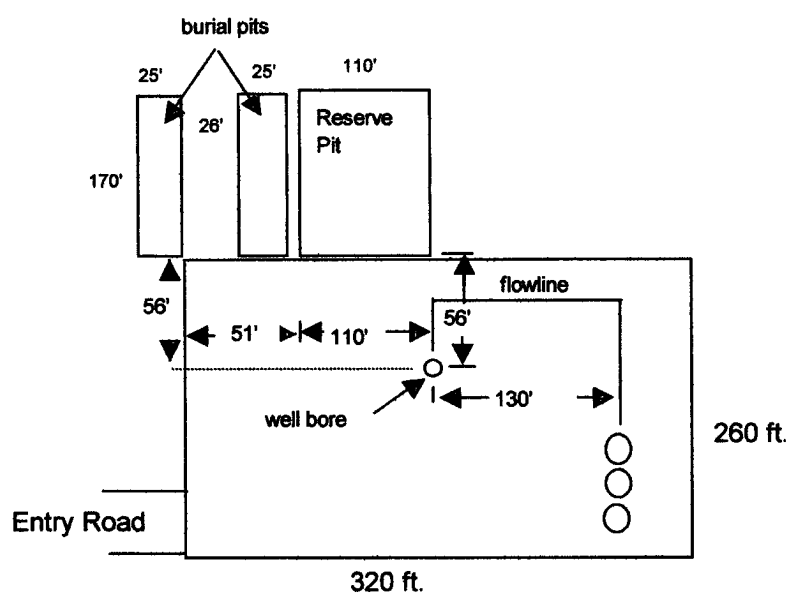 burial pits
25'
25'
110'
26'
Reserve
Pit
170'
56'
flowline
51'
110'
56'
well bore
130'
260 ft.
Entry Road
320 ft.